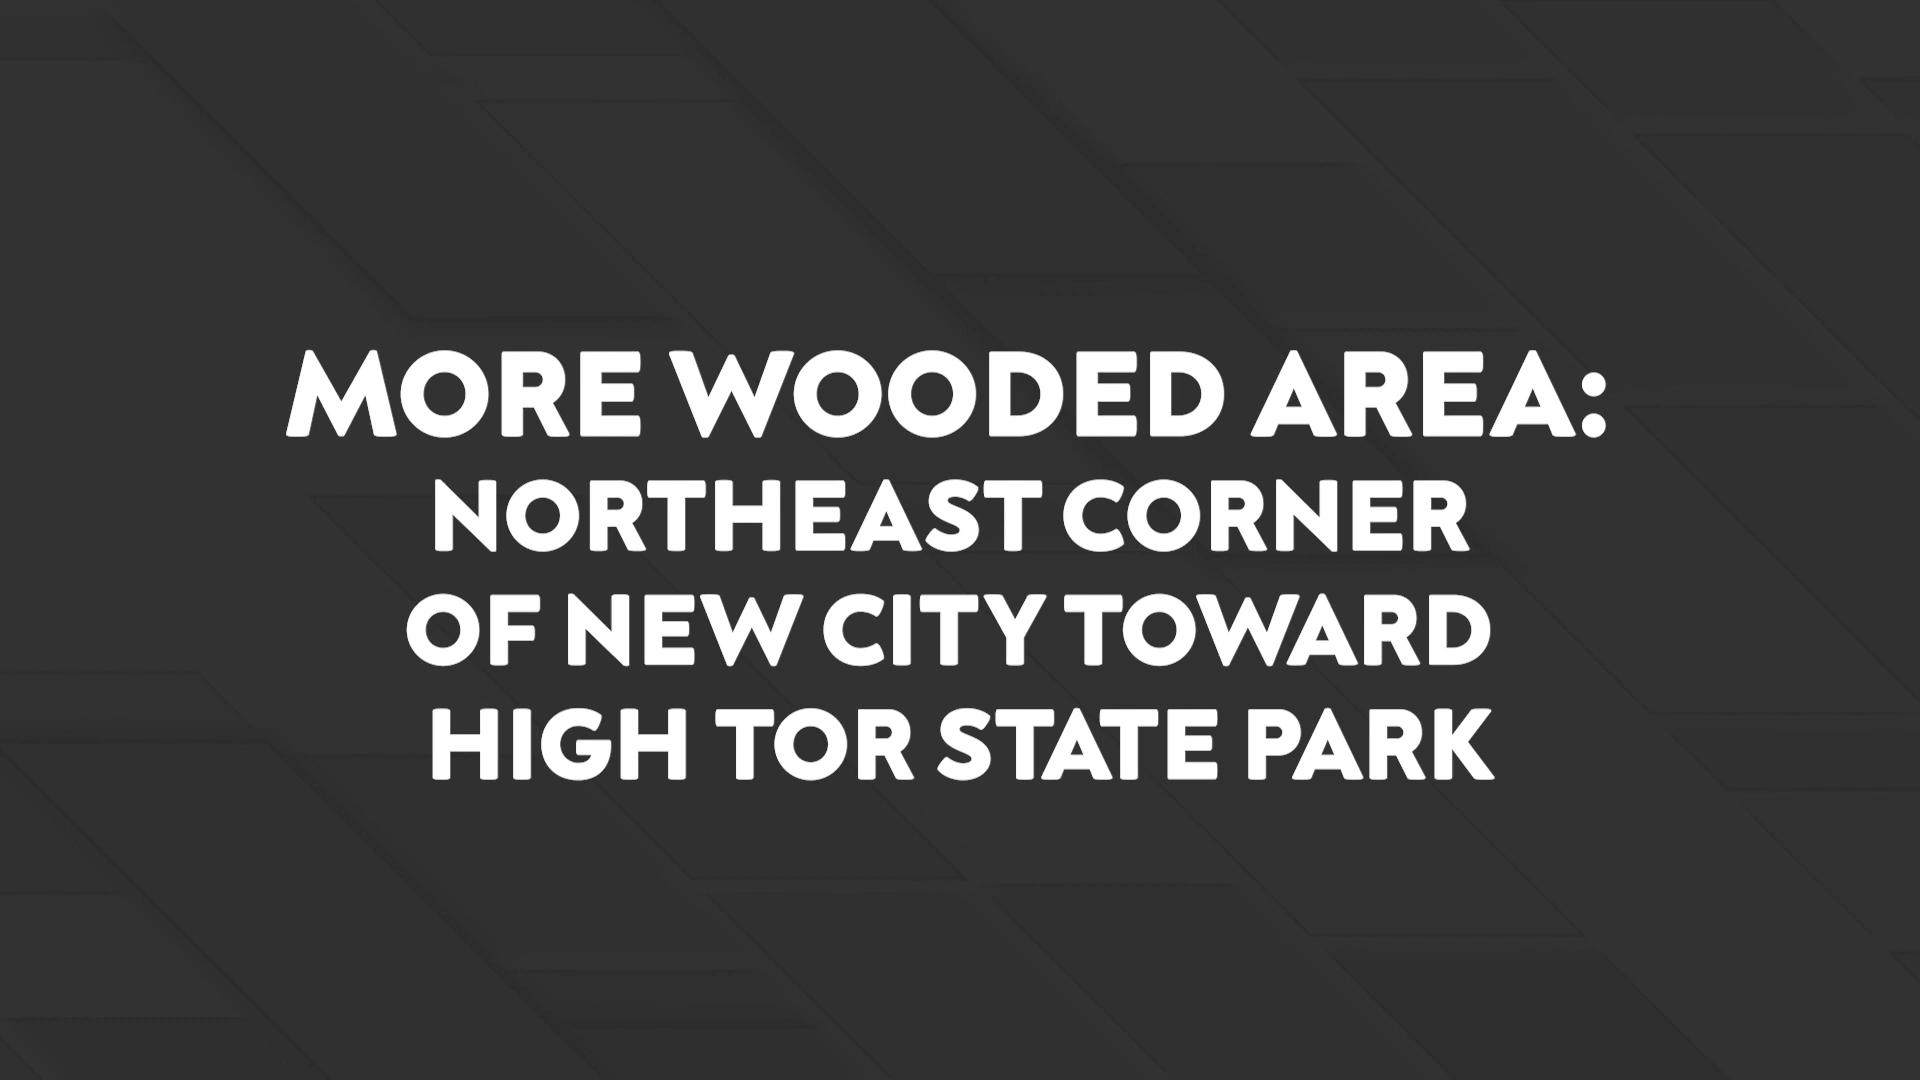 MORE WOODED AREA:
NORTHEAST CORNER
OF NEW CITY TOWARD
HIGH TOR STATE PARK